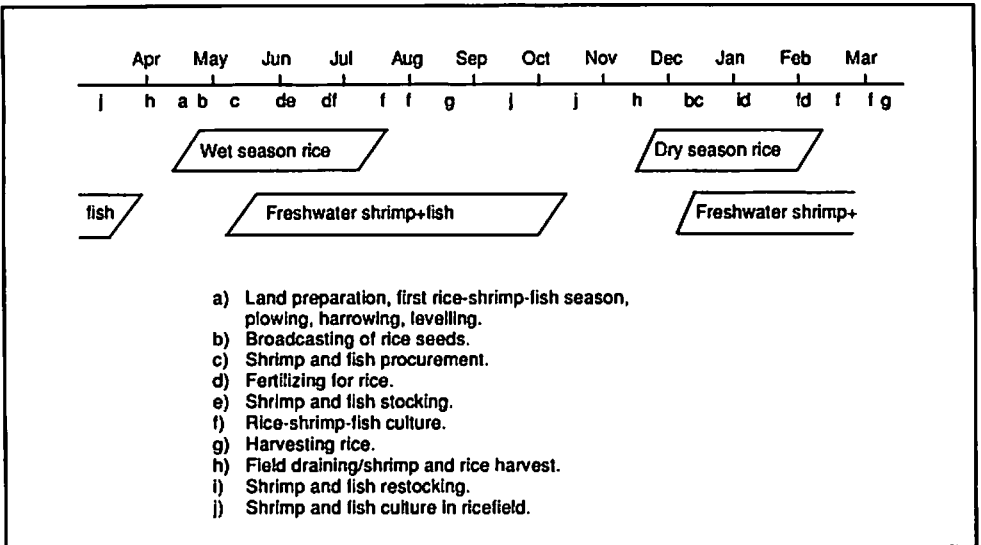 Apr May Jun Jul Aug Sep Oct Nov Dec Jan Feb Mar
j h a b c de df f f g j j h bc id fd f f g
Wet season rice Dry season rice
fish Freshwater shrimp+fish Freshwater shrimp+
a) Land preparation, first rice-shrimp-fish season,
plowing, harrowing, levelling.
b) Broadcasting of rice seeds.
c) Shrimp and fish procurement.
d) Fertilizing for rice.
e) Shrimp and fish stocking.
f) Rice-shrimp-fish culture.
g) Harvesting rice.
h) Field draining/shrimp and rice harvest.
i) Shrimp and fish restocking.
j) Shrimp and fish culture in ricefield.